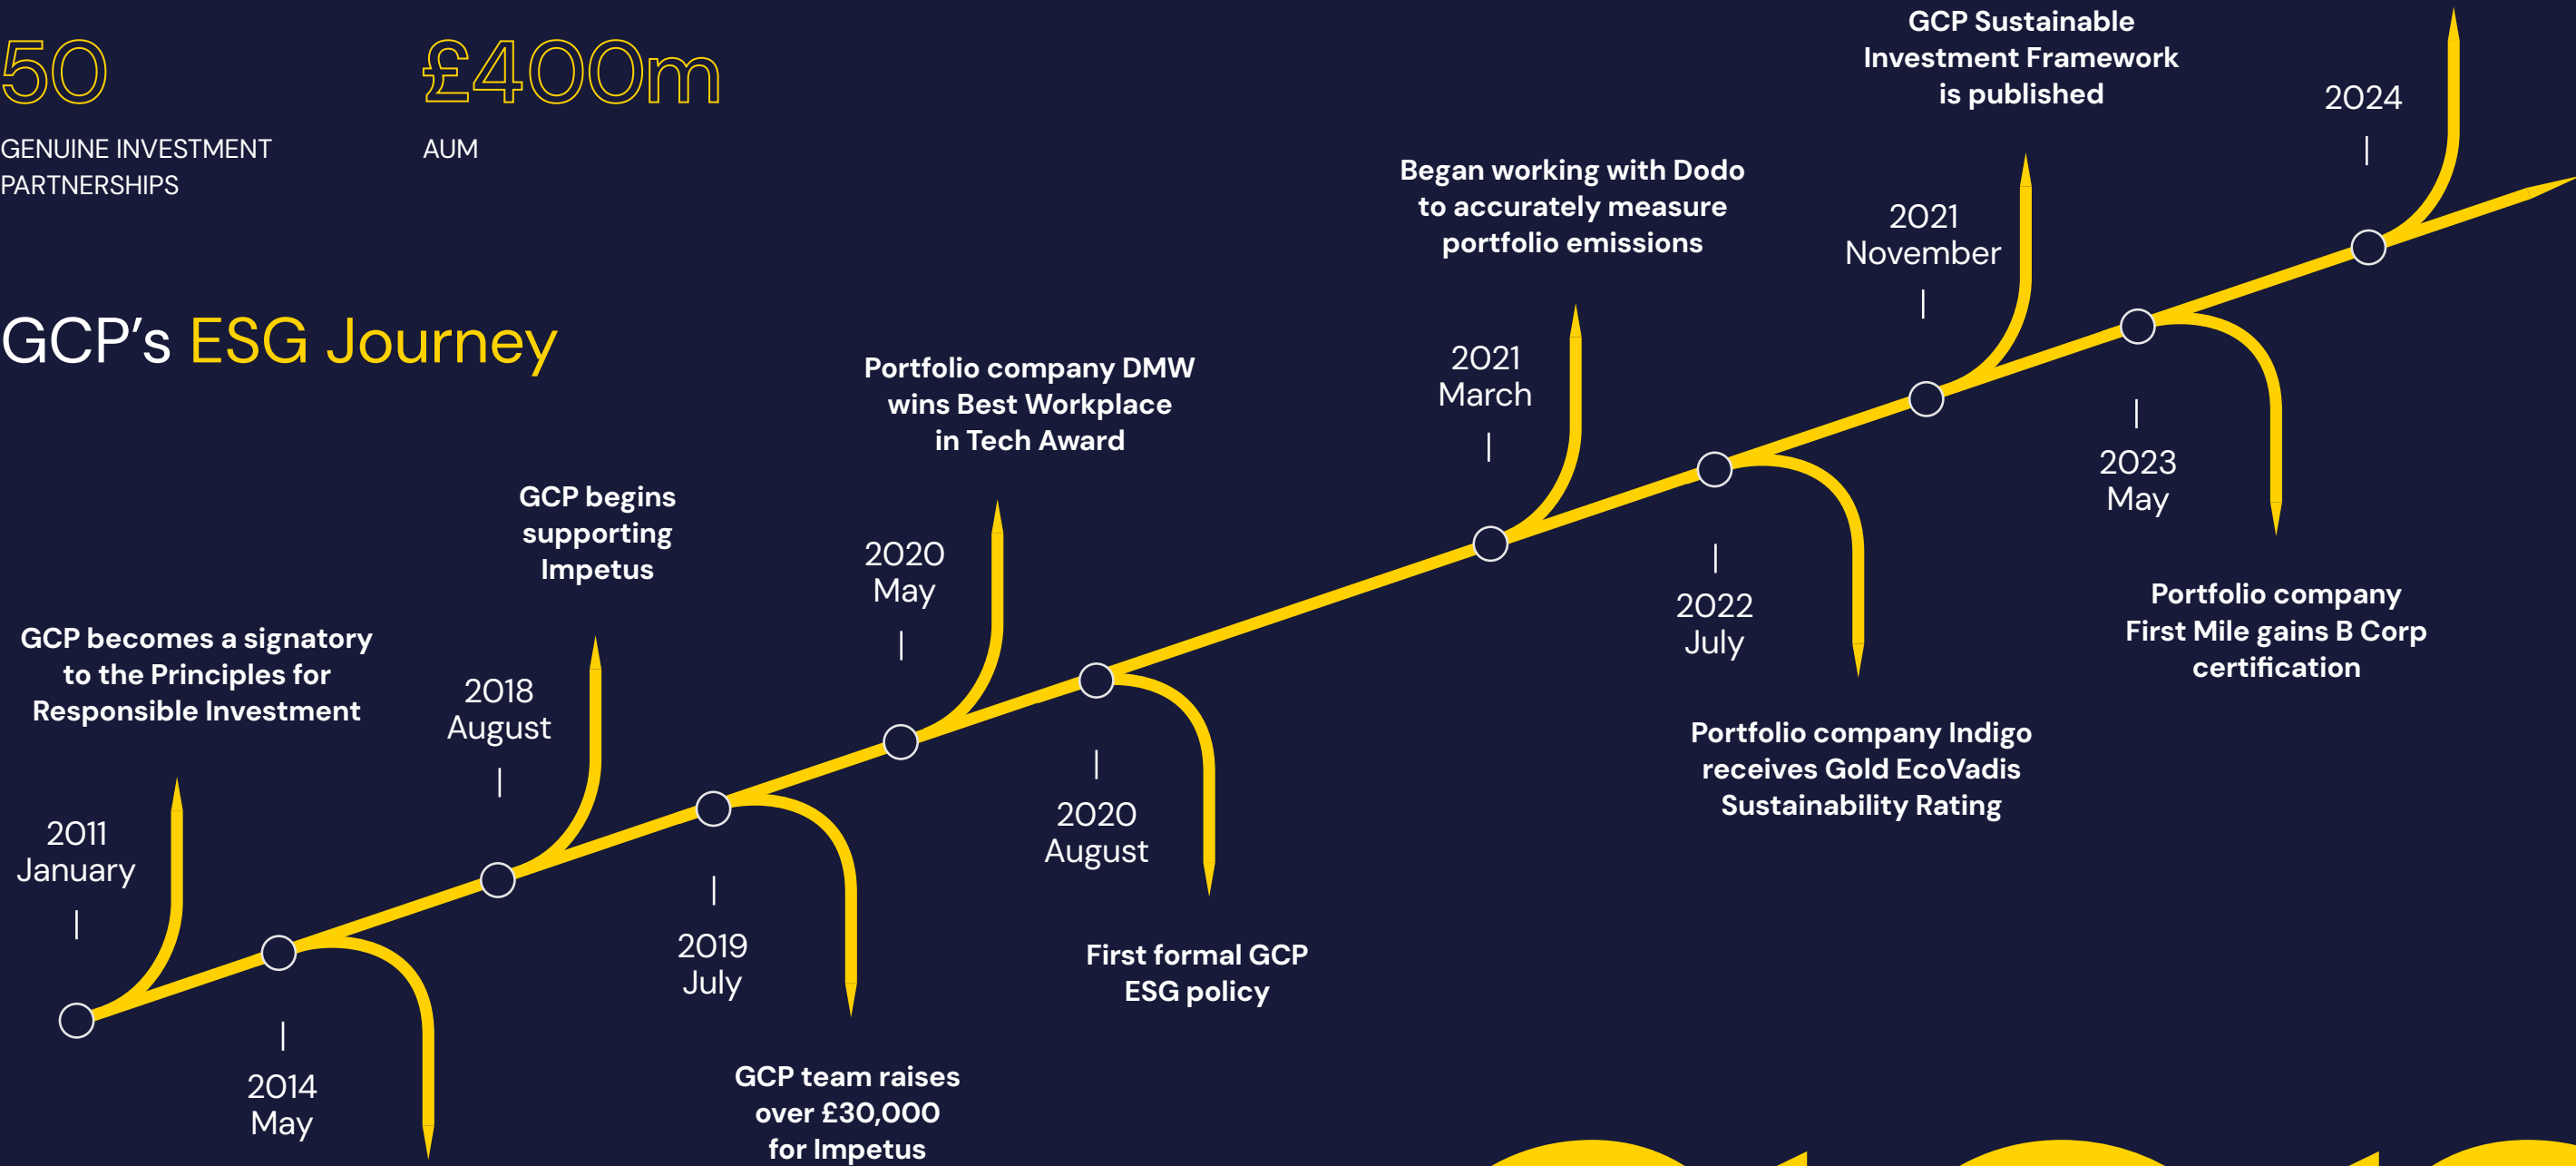 50
GENUINE INVESTMENT
PARTNERSHIPS
£400m
AUM
GCP's ESG Journey
GCP becomes a signatory
to the Principles for
Responsible Investment
2011
January
2014
May
GCP begins
supporting
Impetus
2018
August
2019
July
GCP team raises
over £30,000
for Impetus
Portfolio company DMW
wins Best Workplace
in Tech Award
2020
May
2020
August
First formal GCP
ESG policy
Began working with Dodo
to accurately measure
portfolio emissions
2021
March
2022
July
Portfolio company Indigo
receives Gold EcoVadis
Sustainability Rating
GCP Sustainable
Investment Framework
is published
2021
November
2023
May
Portfolio company
First Mile gains B Corp
certification
2024